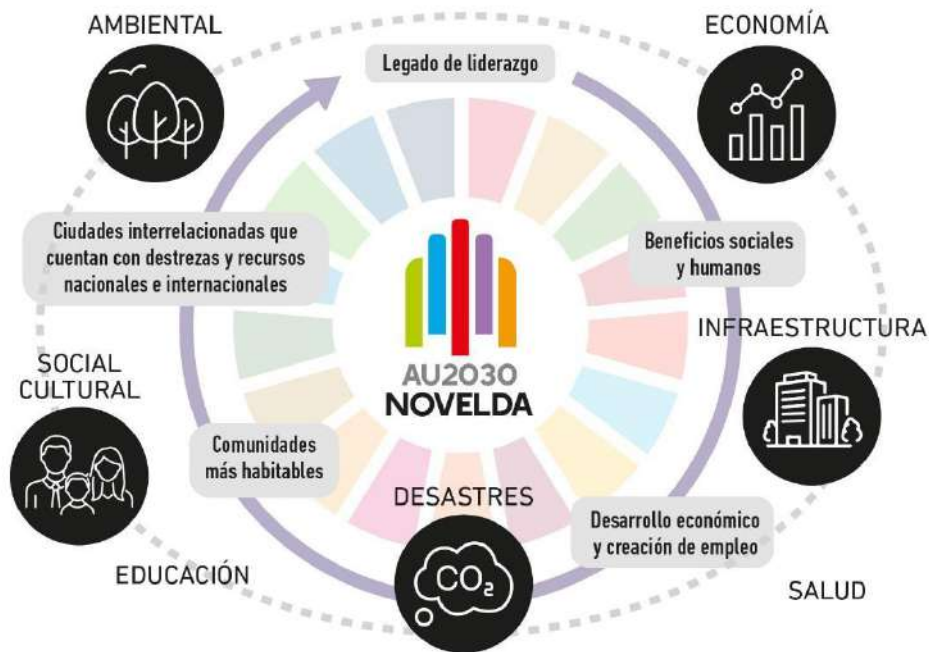 AMBIENTAL
ECONOMÍA
Legado de liderazgo
Ciudades interrelacionadas que
cuentan con destrezas y recursos
nacionales e internacionales
Beneficios sociales
y humanos
INFRAESTRUCTURA
SOCIAL
CULTURAL
AU2030
NOVELDA
Comunidades
más habitables
DESASTRES
Desarrollo económico
y creación de empleo
CO₂
EDUCACIÓN
SALUD